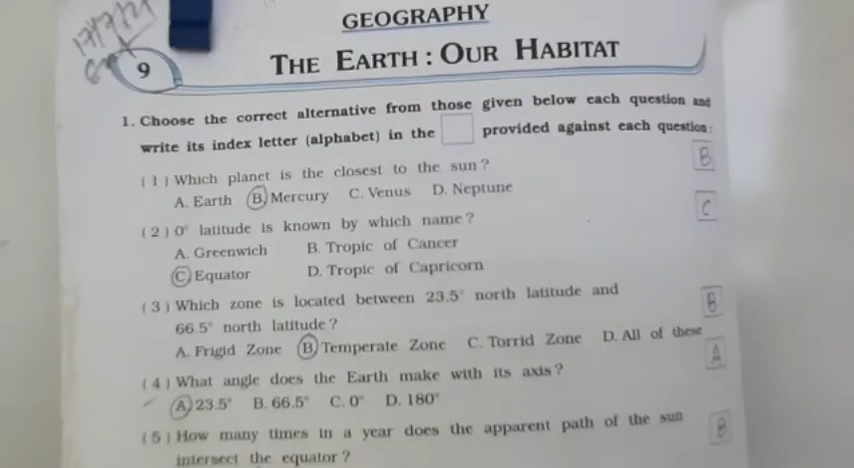 17/7/21
GEOGRAPHY
9
THE EARTH : OUR HABITAT
1. Choose the correct alternative from those given below each question and
write its index letter (alphabet) in the provided against each question :
( 1 ) Which planet is the closest to the sun ? B
A. Earth B. Mercury C. Venus D. Neptune
( 2 ) 0° latitude is known by which name ? C
A. Greenwich B. Tropic of Cancer
C. Equator D. Tropic of Capricorn
( 3 ) Which zone is located between 23.5° north latitude and
66.5° north latitude ? B
A. Frigid Zone B. Temperate Zone C. Torrid Zone D. All of these
( 4 ) What angle does the Earth make with its axis ? A
A. 23.5° B. 66.5° C. 0° D. 180°
( 5 ) How many times in a year does the apparent path of the sun B
intersect the equator ?